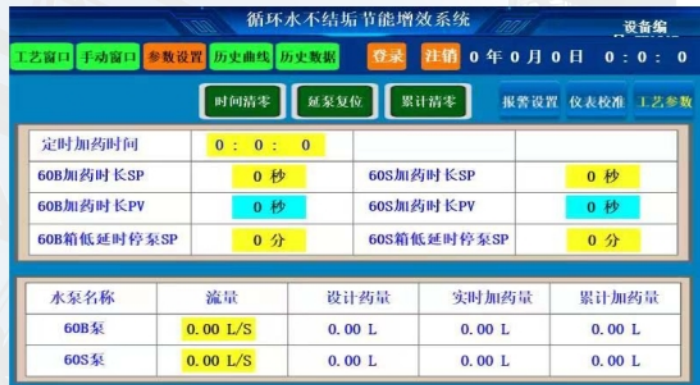 循环水不结垢节能增效系统 设备编
工艺窗口 手动窗口 参数设置 历史曲线 历史数据 登录 注销 0 年 0 月 0 日 0 : 0 : 0
时间清零 延泵复位 累计清零 报警设置 仪表校准 工艺参数
定时加药时间 0 : 0 : 0
60B加药时长SP 0 秒 60S加药时长SP 0 秒
60B加药时长PV 0 秒 60S加药时长PV 0 秒
60B箱低延时停泵SP 0 分 60S箱低延时停泵SP 0 分
水泵名称 流量 设计药量 实时加药量 累计加药量
60B泵 0.00 L/S 0.00 L 0.00 L 0.00 L
60S泵 0.00 L/S 0.00 L 0.00 L 0.00 L